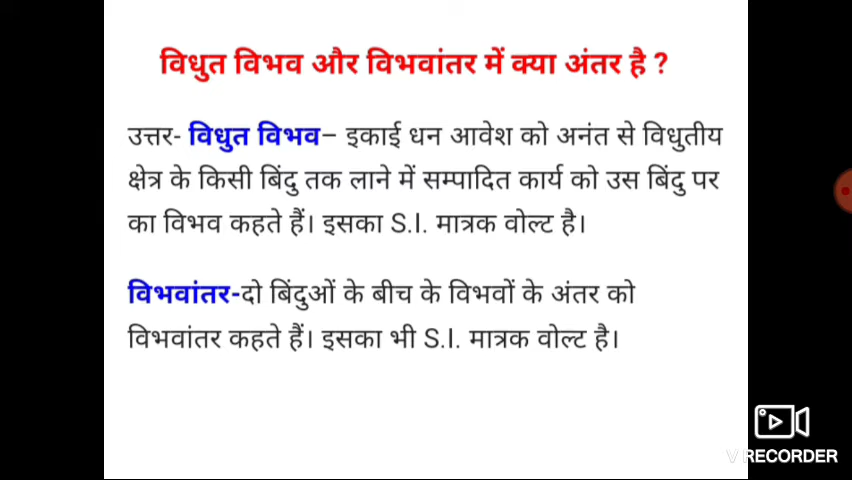 विधुत विभव और विभवांतर में क्या अंतर है ?
उत्तर- विधुत विभव– इकाई धन आवेश को अनंत से विधुतीय
क्षेत्र के किसी बिंदु तक लाने में सम्पादित कार्य को उस बिंदु पर
का विभव कहते हैं। इसका S.I. मात्रक वोल्ट है।
विभवांतर-दो बिंदुओं के बीच के विभवों के अंतर को
विभवांतर कहते हैं। इसका भी S.I. मात्रक वोल्ट है।
V RECORDER